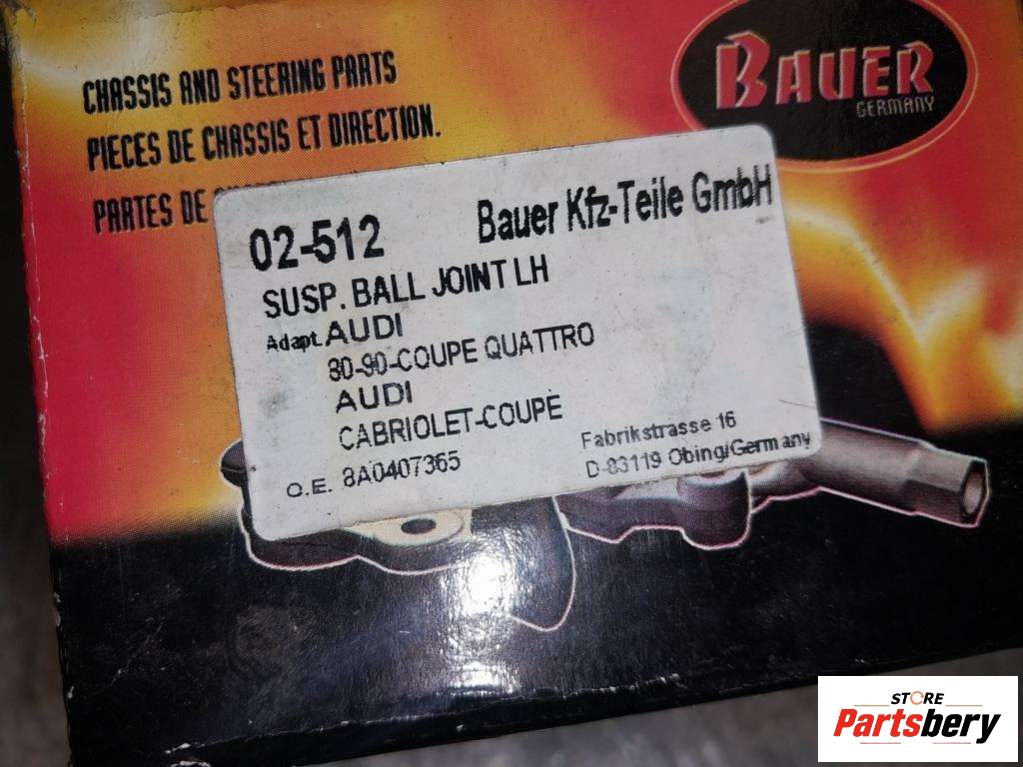 CHASSIS AND STEERING PARTS
PIECES DE CHASSIS ET DIRECTION.
PARTES DE
BAUER
GERMANY
02-512 Bauer Kfz-Teile GmbH
SUSP. BALL JOINT LH
Adapt. AUDI
80-90-COUPE QUATTRO
AUDI
CABRIOLET-COUPE
O.E. 8A0407365
Fabrikstrasse 16
D-83119 Obing/Germany
STORE
Partsbery